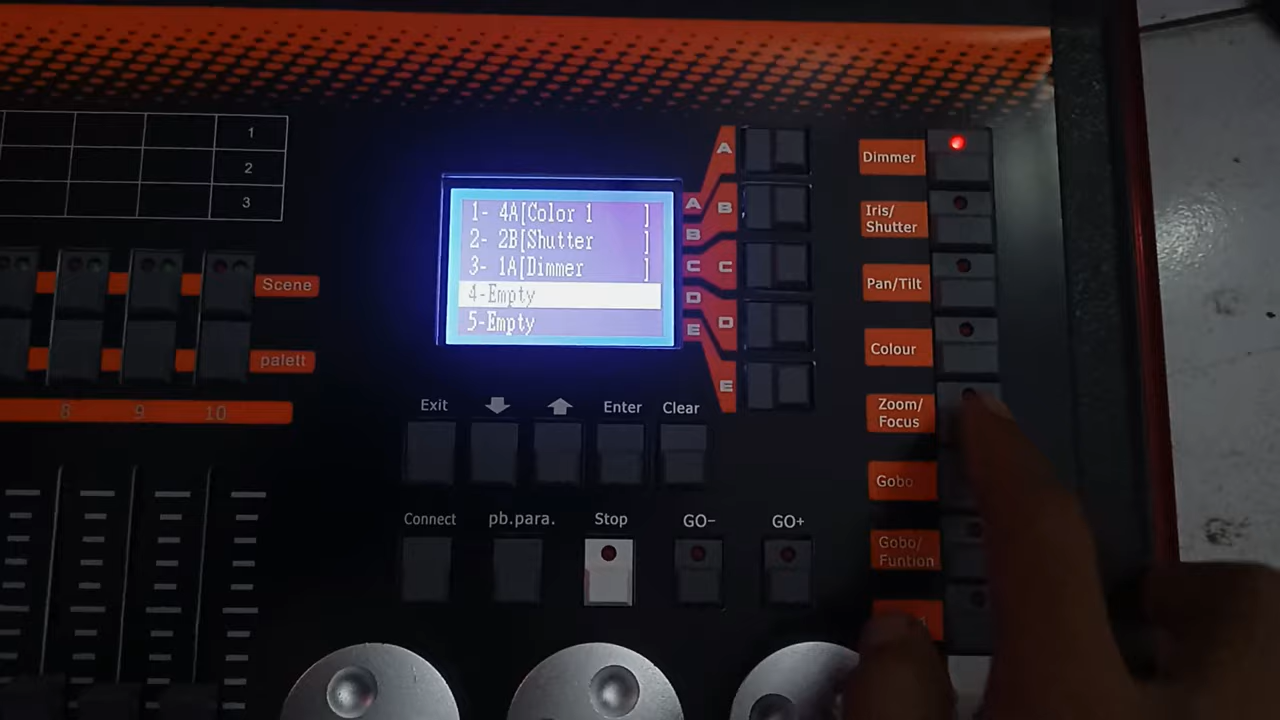 1
2
3
Scene
palett
8 9 10
1- 4A[Color 1 ]
2- 2B[Shutter ]
3- 1A[Dimmer ]
4-Empty
5-Empty
A
A B
B
C C
D
D
E
E
Exit Enter Clear
Connect pb.para. Stop GO- GO+
Dimmer
Iris/
Shutter
Pan/Tilt
Colour
Zoom/
Focus
Gobo
Gobo/
Funtion